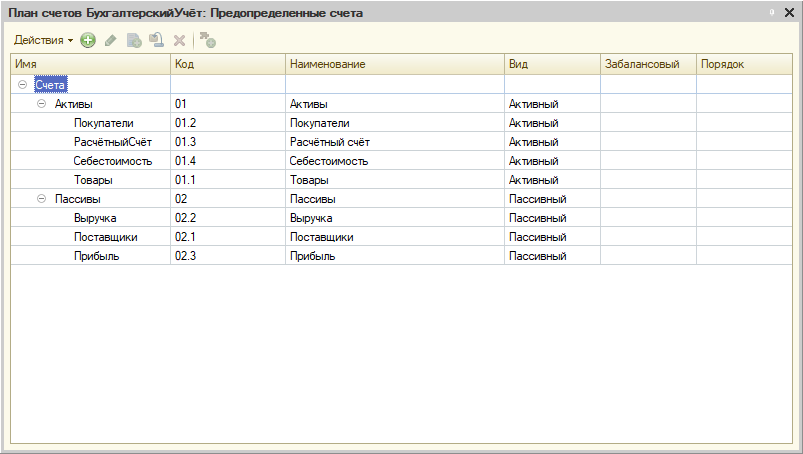 План счетов БухгалтерскийУчёт: Предопределенные счета
Действия
Имя Код Наименование Вид Забалансовый Порядок
Счета
Активы 01 Активы Активный
Покупатели 01.2 Покупатели Активный
РасчётныйСчёт 01.3 Расчётный счёт Активный
Себестоимость 01.4 Себестоимость Активный
Товары 01.1 Товары Активный
Пассивы 02 Пассивы Пассивный
Выручка 02.2 Выручка Пассивный
Поставщики 02.1 Поставщики Пассивный
Прибыль 02.3 Прибыль Пассивный